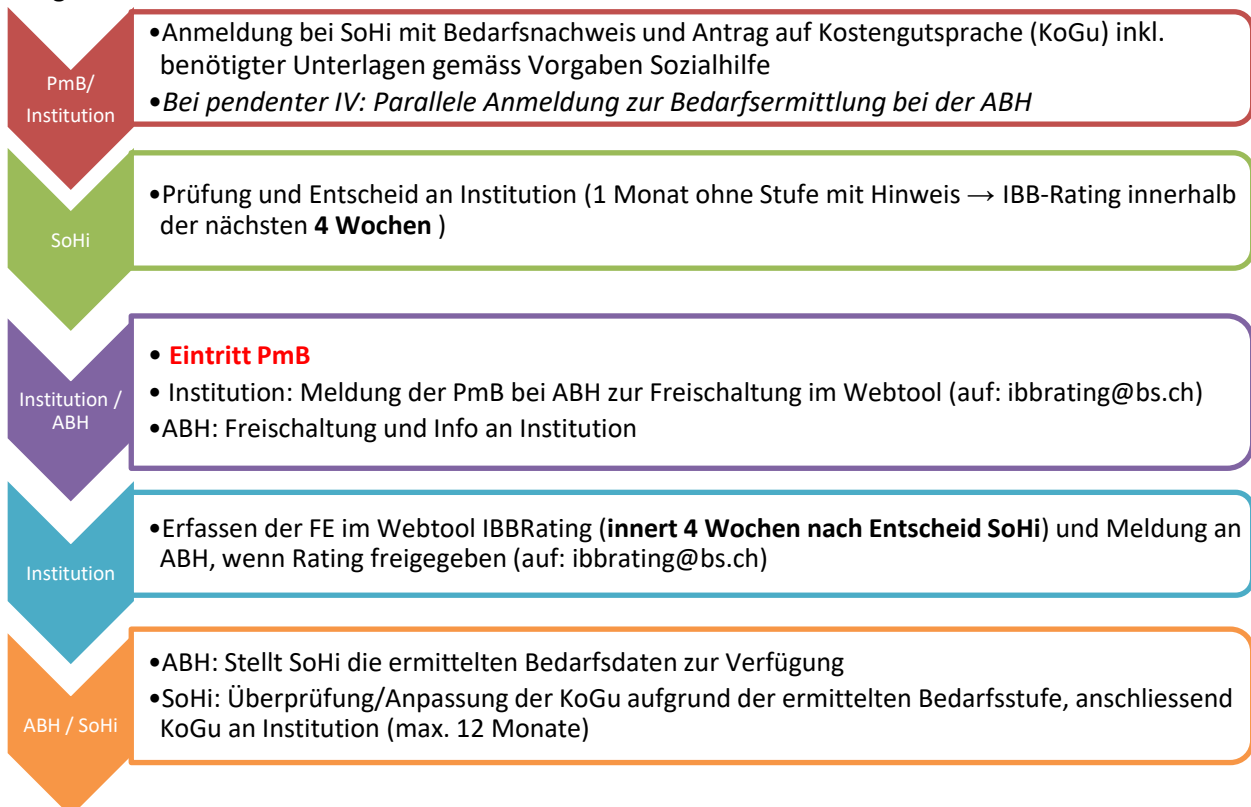 PmB/
Institution
•Anmeldung bei SoHi mit Bedarfsnachweis und Antrag auf Kostengutsprache (KoGu) inkl.
benötigter Unterlagen gemäss Vorgaben Sozialhilfe
•Bei pendenter IV: Parallele Anmeldung zur Bedarfsermittlung bei der ABH
SoHi
•Prüfung und Entscheid an Institution (1 Monat ohne Stufe mit Hinweis → IBB-Rating innerhalb
der nächsten 4 Wochen )
Institution /
ABH
• Eintritt PmB
• Institution: Meldung der PmB bei ABH zur Freischaltung im Webtool (auf: ibbrating@bs.ch)
•ABH: Freischaltung und Info an Institution
Institution
•Erfassen der FE im Webtool IBBRating (innert 4 Wochen nach Entscheid SoHi) und Meldung an
ABH, wenn Rating freigegeben (auf: ibbrating@bs.ch)
ABH / SoHi
•ABH: Stellt SoHi die ermittelten Bedarfsdaten zur Verfügung
•SoHi: Überprüfung/Anpassung der KoGu aufgrund der ermittelten Bedarfsstufe, anschliessend
KoGu an Institution (max. 12 Monate)